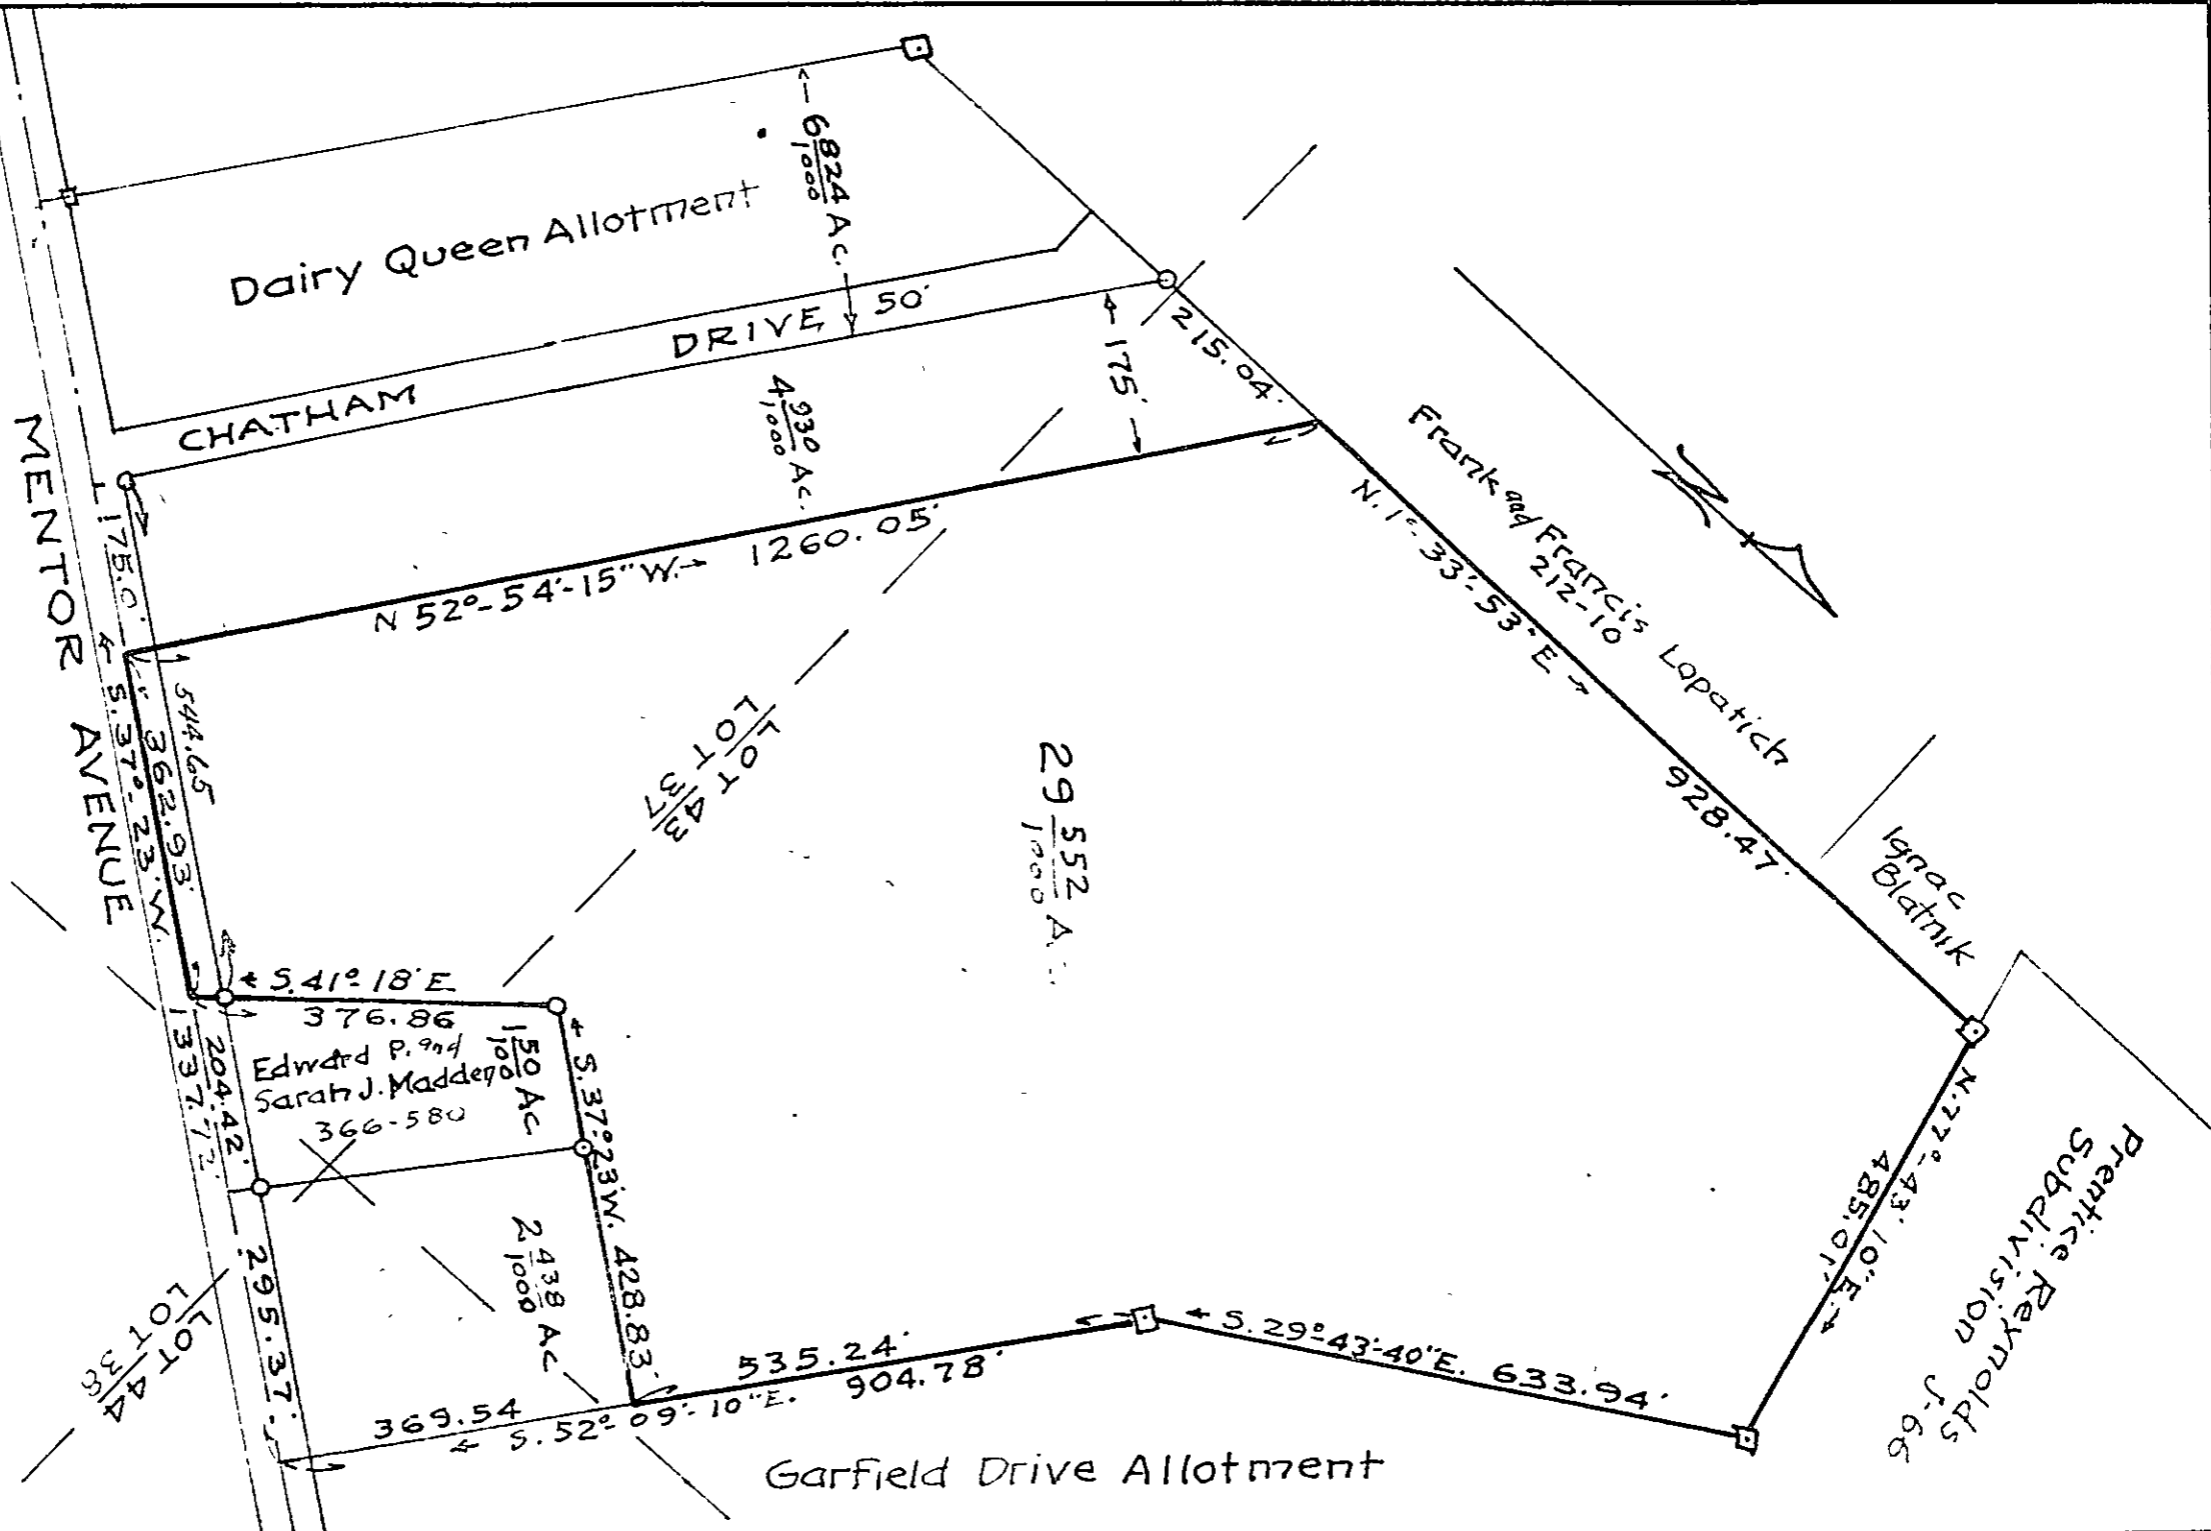 Dairy Queen Allotment
6 824/1000 Ac.
CHATHAM DRIVE 50'
175'
215.04'
4 930/1000 Ac.
N 52°-54'-15" W. 1260.05'
MENTOR AVENUE
175.0'
544.65
362.93'
S. 37°-23' W.
Frank and Francis Lopatich
212-10
N. 1°-33'-53" E
928.47'
Ignac
Blatnik
N
LOT 43
LOT 37
29 552/1000 A.
S. 41° 18' E
376.86
Edward P. and
Sarah J. Madden
366-580
1 50/100 Ac
204.42'
1337.12'
S. 37° 23' W. 428.83'
2 438/1000 Ac
295.37'
LOT 44
LOT 38
N. 77°-43' 10" E.
485.01'
Prentice Reynolds
Subdivision
J-66
535.24'
904.78'
369.54
S. 52°-09'-10" E.
S. 29°-43'-40" E. 633.94'
Garfield Drive Allotment